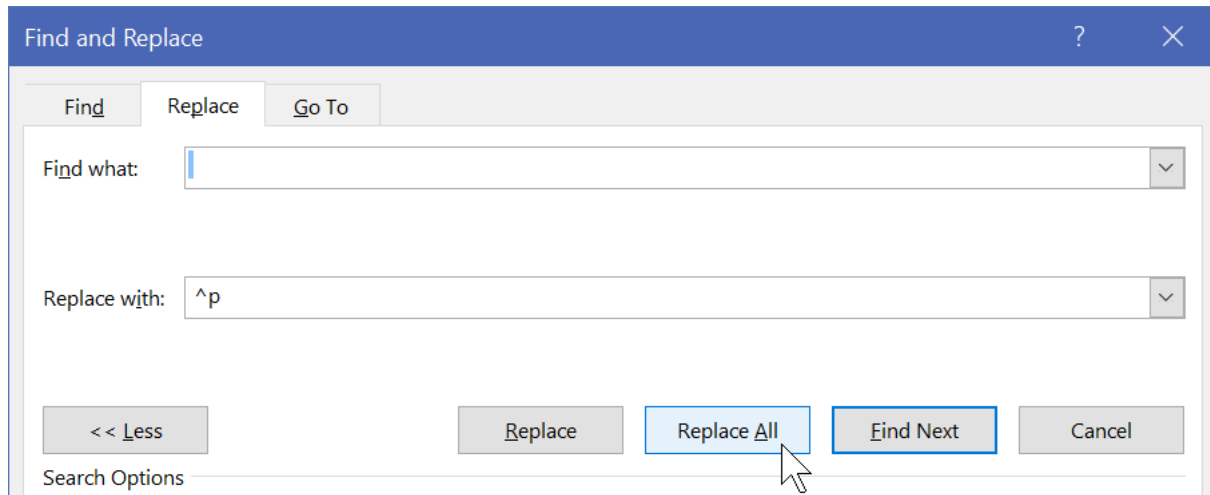 Find and Replace ?
Find Replace Go To
Find what:
Replace with: ^p
<< Less Replace Replace All Find Next Cancel
Search Options